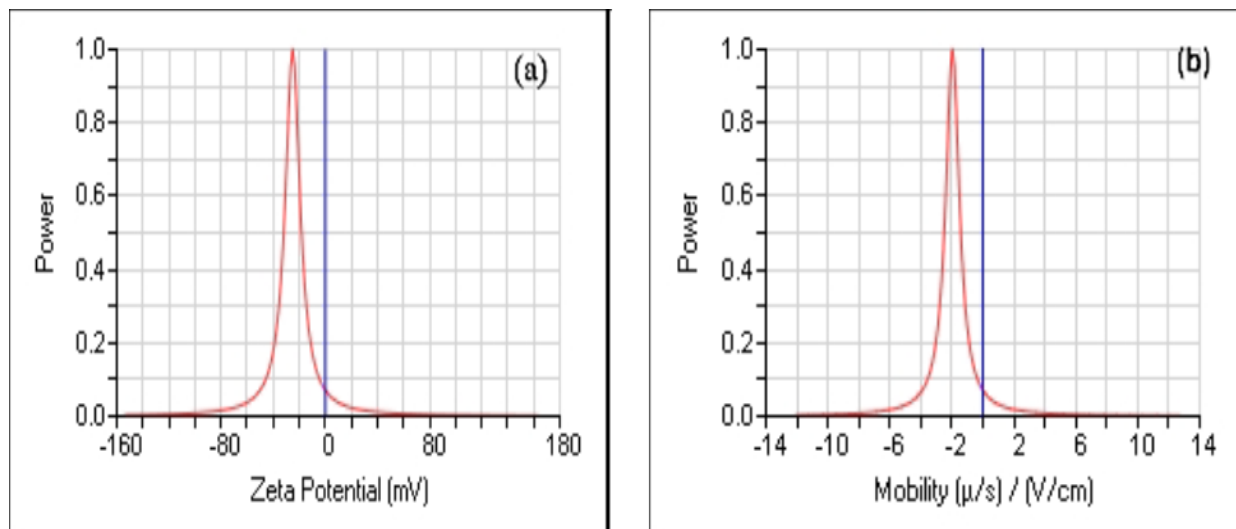 (a)
Power
1.0
0.8
0.6
0.4
0.2
0.0
-160 -80 0 80 180
Zeta Potential (mV)
(b)
Power
1.0
0.8
0.6
0.4
0.2
0.0
-14 -10 -6 -2 2 6 10 14
Mobility (μ/s) / (V/cm)